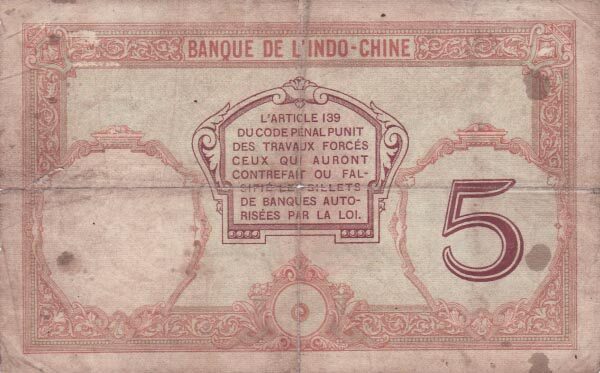 BANQUE DE L'INDO-CHINE
L'ARTICLE 139
DU CODE PÉNAL PUNIT
DES TRAVAUX FORCÉS
CEUX QUI AURONT
CONTREFAIT OU FAL-
SIFIÉ LES BILLETS
DE BANQUES AUTO-
RISÉES PAR LA LOI.
5